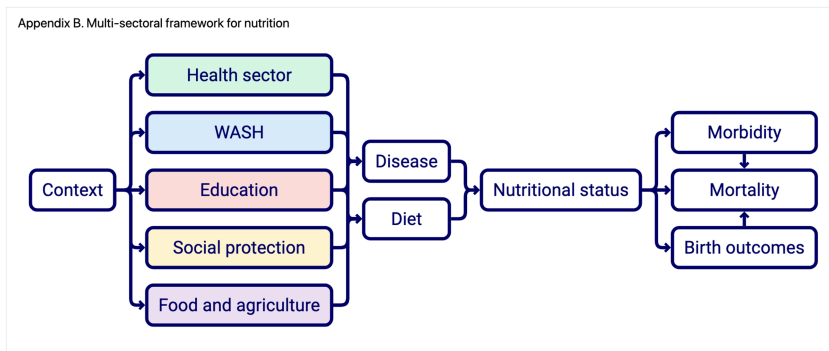 Appendix B. Multi-sectoral framework for nutrition
Context
Health sector
WASH
Education
Social protection
Food and agriculture
Disease
Diet
Nutritional status
Morbidity
Mortality
Birth outcomes